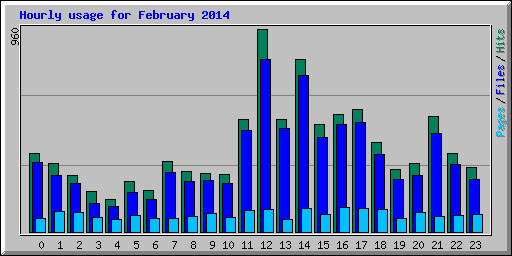 Hourly usage for February 2014
960
Pages / Files / Hits
0 1 2 3 4 5 6 7 8 9 10 11 12 13 14 15 16 17 18 19 20 21 22 23